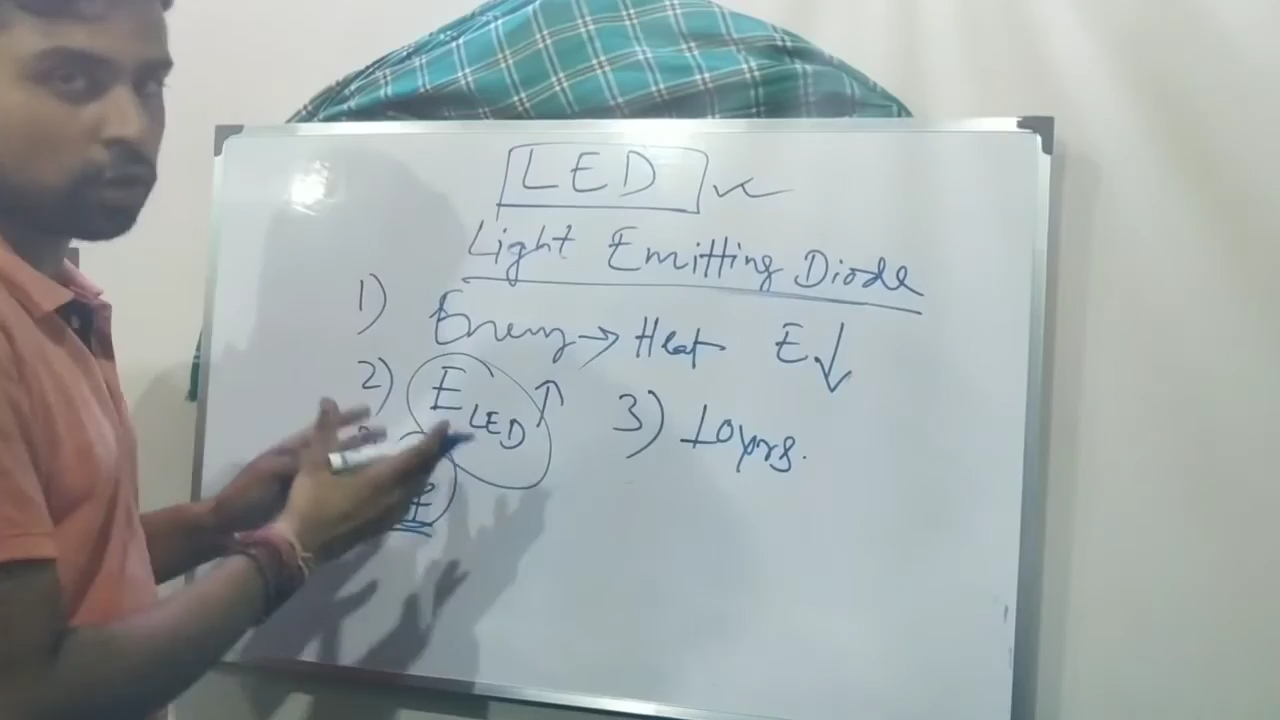 LED
Light Emitting Diode
1) Energy → Heat E↓
2) E LED ↑ 3) 10yrs.
E